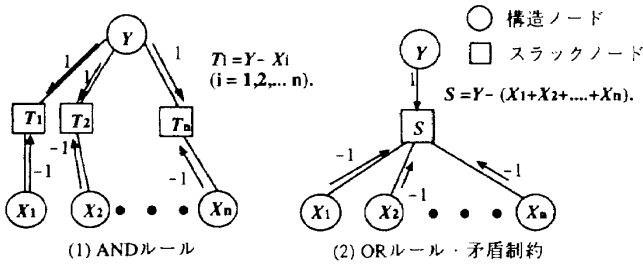 構造ノード
スラックノード
Y
1
1
1
T1 = Y - Xi
(i = 1,2,... n).
T1
T2
Tn
-1
-1
-1
X1
X2
• • •
Xn
(1) ANDルール
Y
1
S = Y - (X1+X2+....+Xn).
S
-1
-1
-1
X1
X2
• • •
Xn
(2) ORルール・矛盾制約